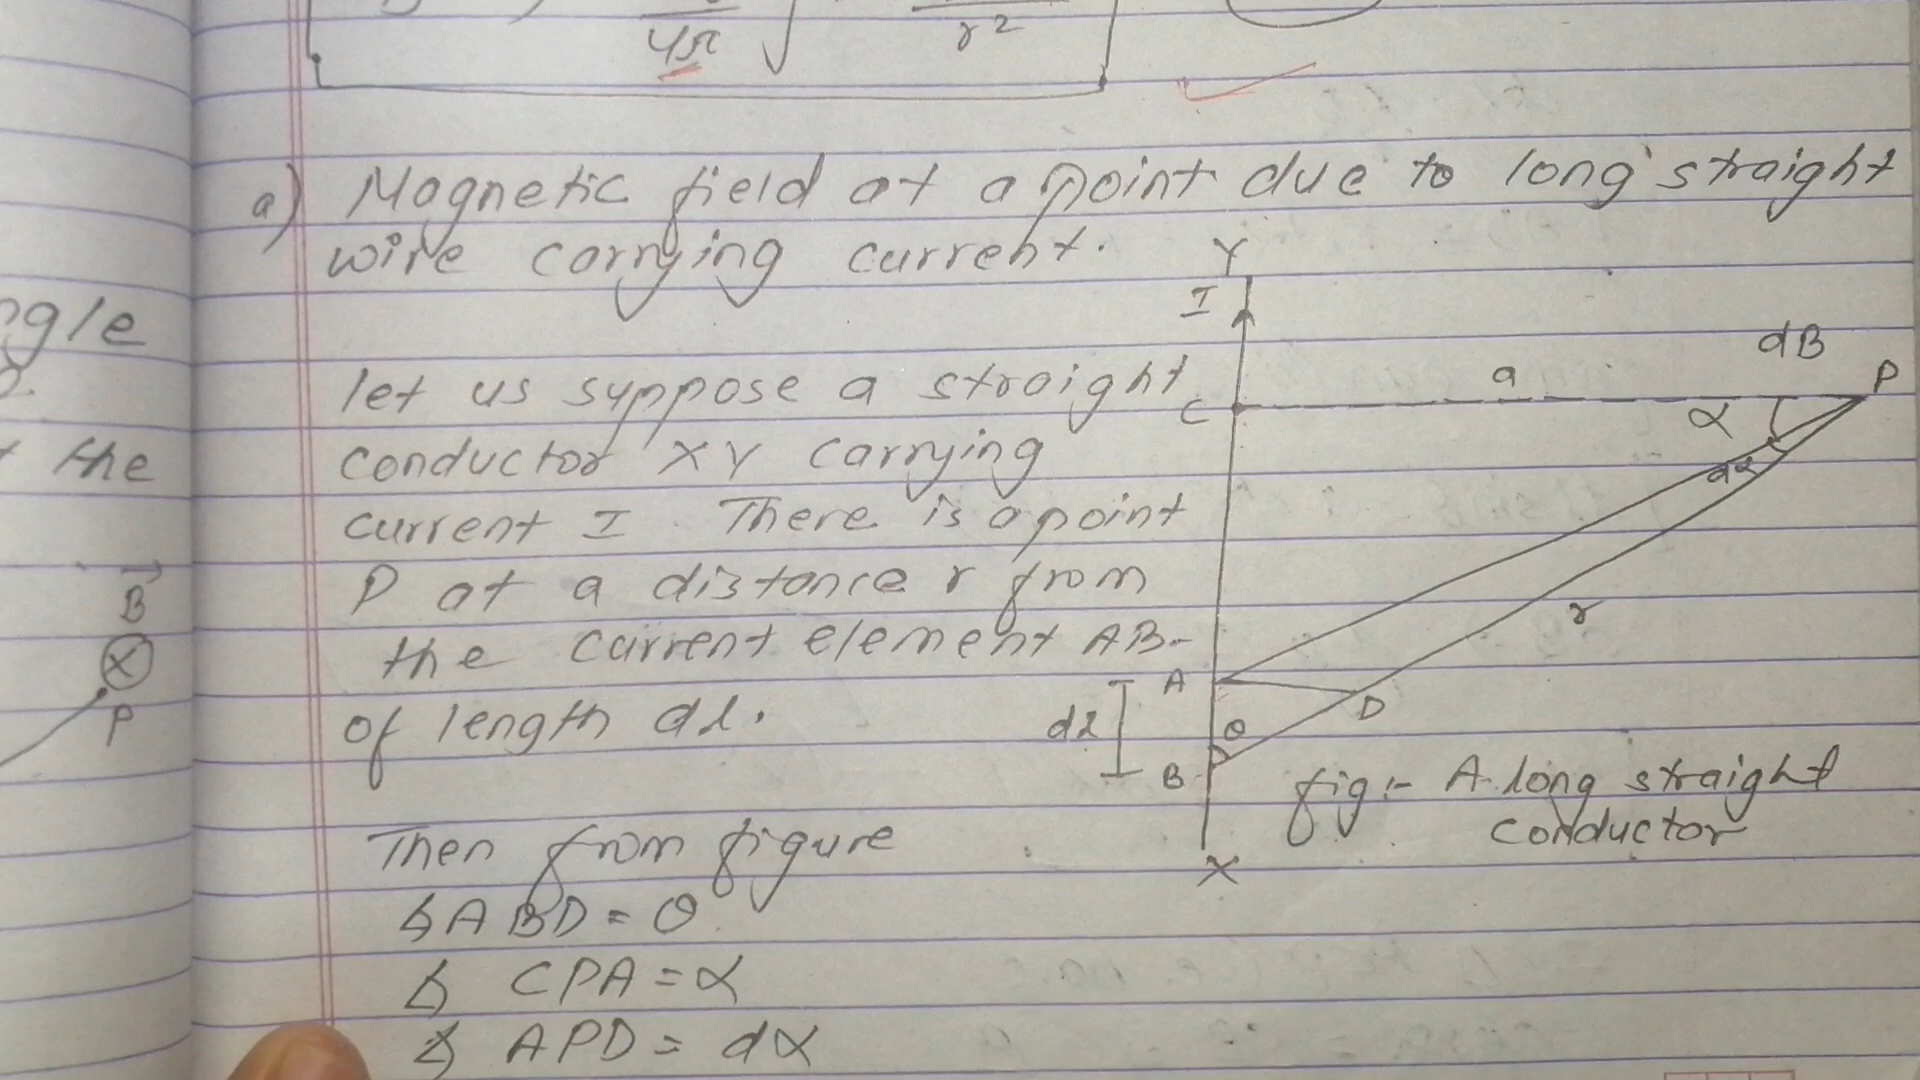 4π ∫ r²
a) Magnetic field at a point due to long straight
wire carrying current.
let us suppose a straight
conductor XY carrying
current I There is a point
P at a distance r from
the current element AB-
of length dl.
Then from figure
∠ABD = θ
∠ CPA = α
∠ APD = dα
Y
I
C
a
dB
P
α
dα
r
A
D
dl
θ
B
X
fig:- A long straight
conductor
ngle
the
B⃗
X
P